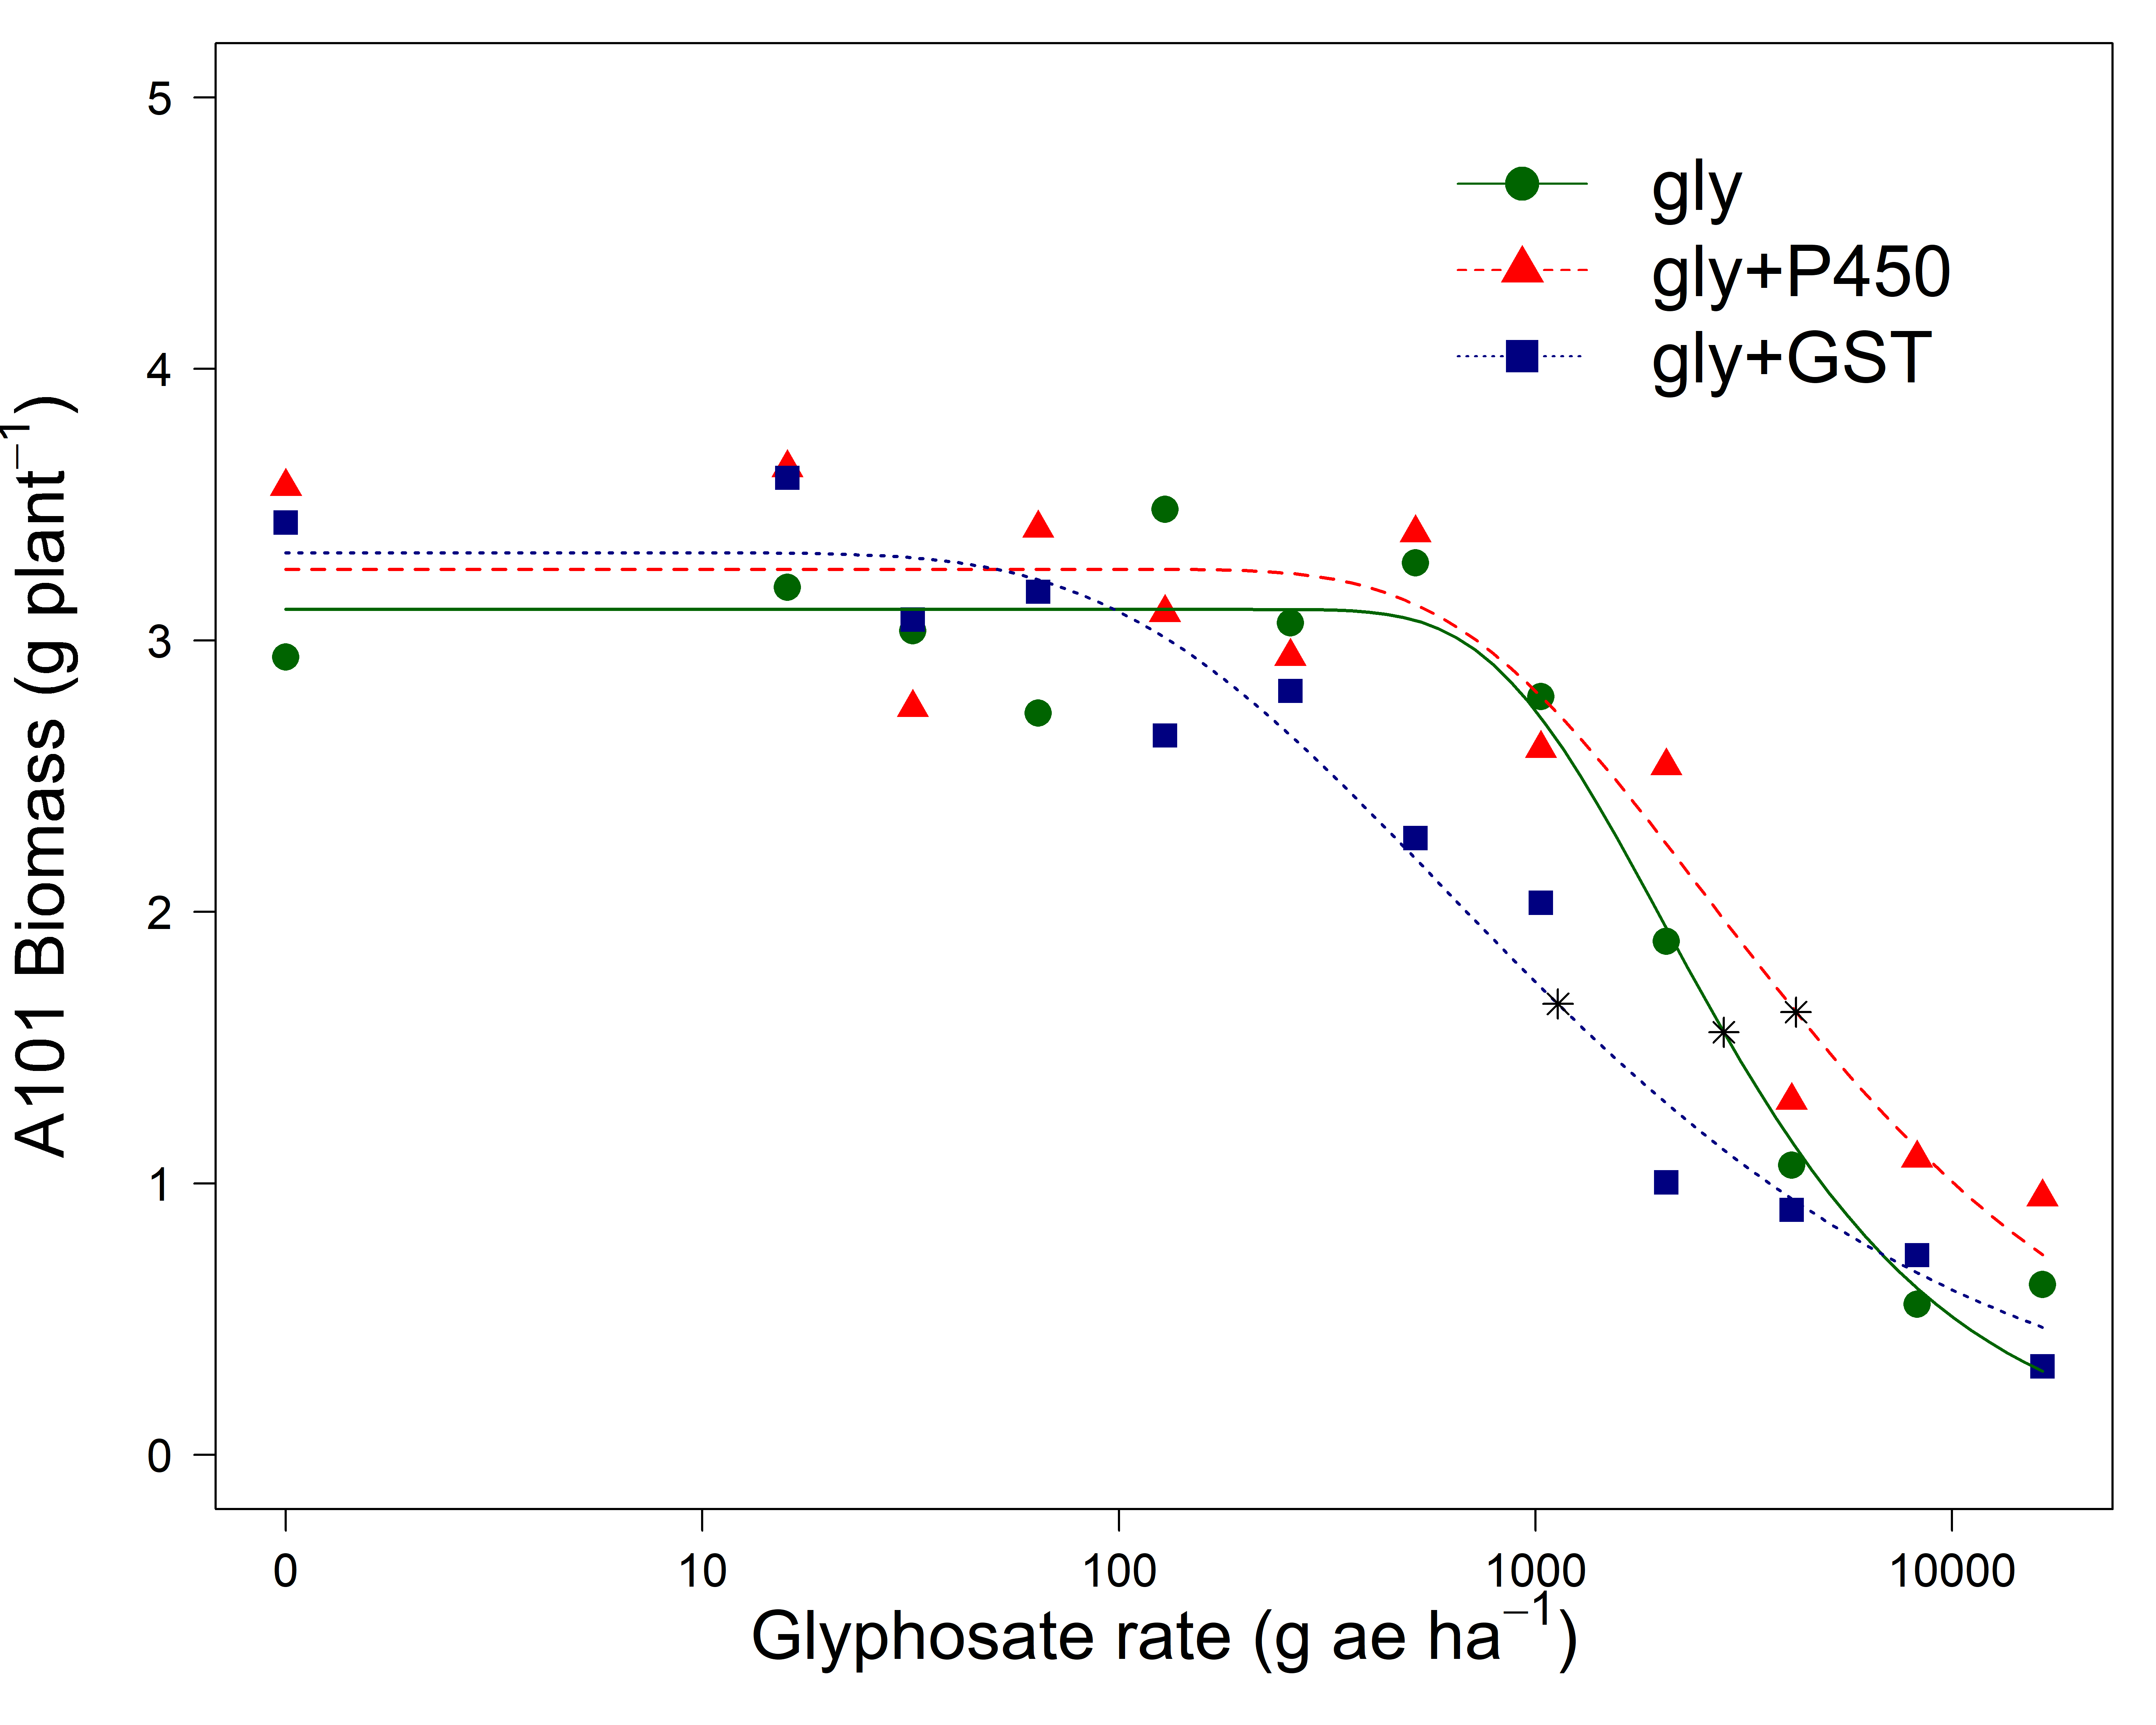 5
4
3
2
1
0
A101 Biomass (g plant⁻¹)
gly
gly+P450
gly+GST
0 10 100 1000 10000
Glyphosate rate (g ae ha⁻¹)